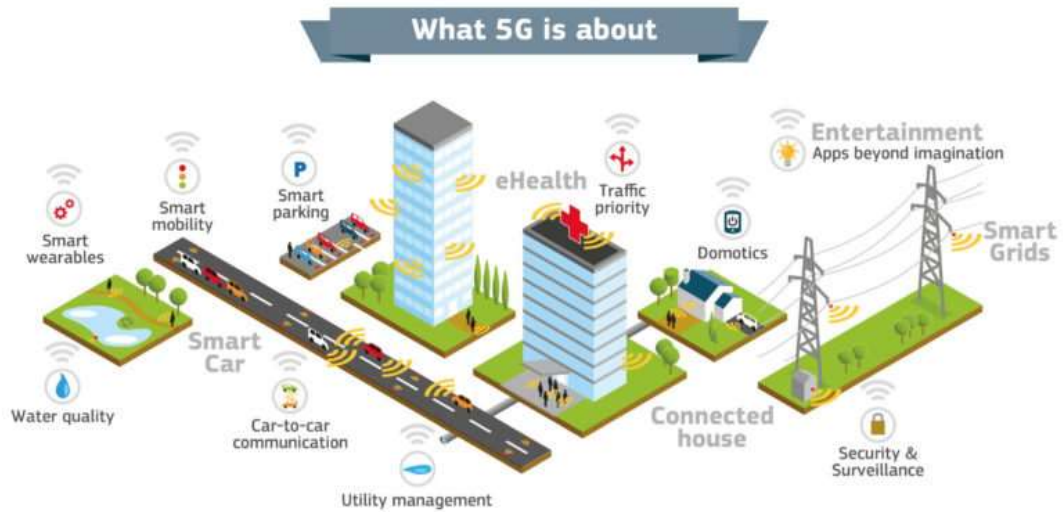 What 5G is about
Entertainment
Apps beyond imagination
P
Smart
parking
eHealth
Traffic
priority
Smart
mobility
Smart
wearables
Domotics
Smart
Grids
Smart
Car
Water quality
Car-to-car
communication
Connected
house
Security &
Surveillance
Utility management